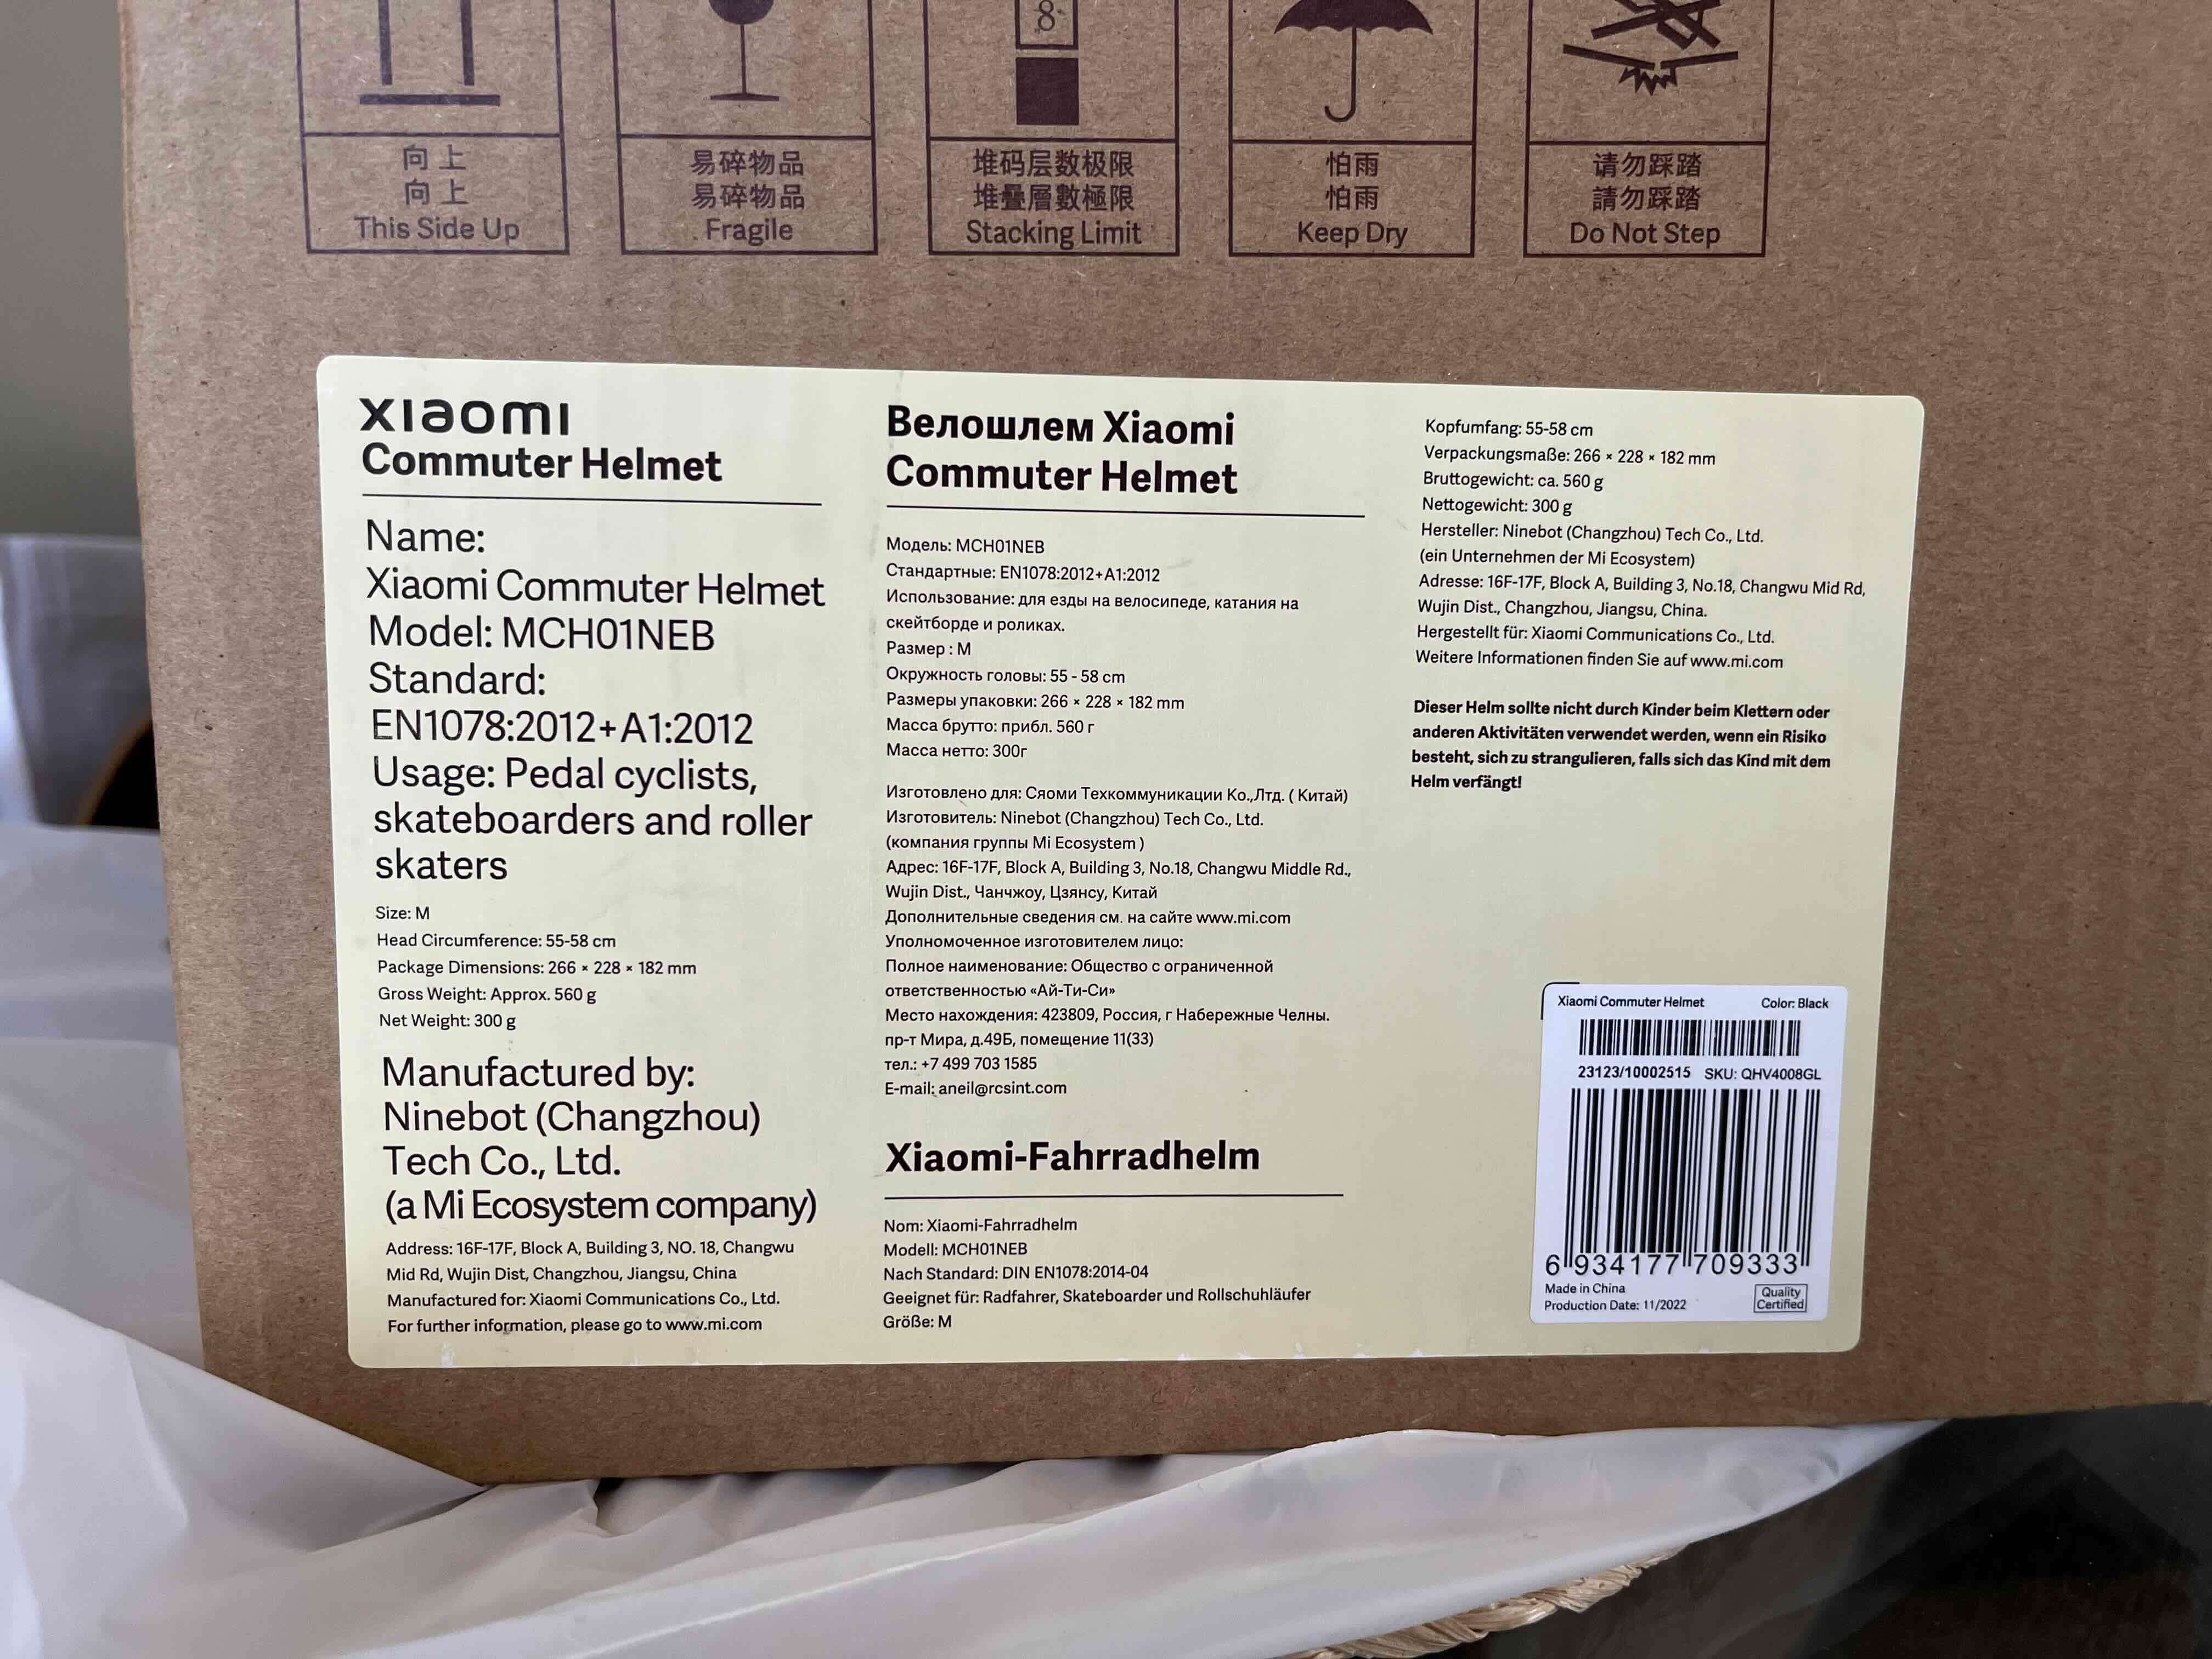 8
向上
向上
This Side Up
易碎物品
易碎物品
Fragile
堆码层数极限
堆疊層數極限
Stacking Limit
怕雨
怕雨
Keep Dry
请勿踩踏
請勿踩踏
Do Not Step
xiaomi
Commuter Helmet
Name:
Xiaomi Commuter Helmet
Model: MCH01NEB
Standard:
EN1078:2012+A1:2012
Usage: Pedal cyclists,
skateboarders and roller
skaters
Size: M
Head Circumference: 55-58 cm
Package Dimensions: 266 × 228 × 182 mm
Gross Weight: Approx. 560 g
Net Weight: 300 g
Manufactured by:
Ninebot (Changzhou)
Tech Co., Ltd.
(a Mi Ecosystem company)
Address: 16F-17F, Block A, Building 3, NO. 18, Changwu
Mid Rd, Wujin Dist, Changzhou, Jiangsu, China
Manufactured for: Xiaomi Communications Co., Ltd.
For further information, please go to www.mi.com
Велошлем Xiaomi
Commuter Helmet
Модель: MCH01NEB
Стандартные: EN1078:2012+A1:2012
Использование: для езды на велосипеде, катания на
скейтборде и роликах.
Размер : M
Окружность головы: 55 - 58 cm
Размеры упаковки: 266 × 228 × 182 mm
Масса брутто: прибл. 560 г
Масса нетто: 300г
Изготовлено для: Сяоми Техкоммуникации Ко.,Лтд. ( Китай)
Изготовитель: Ninebot (Changzhou) Tech Co., Ltd.
(компания группы Mi Ecosystem )
Адрес: 16F-17F, Block A, Building 3, No.18, Changwu Middle Rd.,
Wujin Dist., Чанчжоу, Цзянсу, Китай
Дополнительные сведения см. на сайте www.mi.com
Уполномоченное изготовителем лицо:
Полное наименование: Общество с ограниченной
ответственностью «Ай-Ти-Си»
Место нахождения: 423809, Россия, г Набережные Челны.
пр-т Мира, д.49Б, помещение 11(33)
тел.: +7 499 703 1585
E-mail: aneil@rcsint.com
Xiaomi-Fahrradhelm
Nom: Xiaomi-Fahrradhelm
Modell: MCH01NEB
Nach Standard: DIN EN1078:2014-04
Geeignet für: Radfahrer, Skateboarder und Rollschuhläufer
Größe: M
Kopfumfang: 55-58 cm
Verpackungsmaße: 266 × 228 × 182 mm
Bruttogewicht: ca. 560 g
Nettogewicht: 300 g
Hersteller: Ninebot (Changzhou) Tech Co., Ltd.
(ein Unternehmen der Mi Ecosystem)
Adresse: 16F-17F, Block A, Building 3, No.18, Changwu Mid Rd,
Wujin Dist., Changzhou, Jiangsu, China.
Hergestellt für: Xiaomi Communications Co., Ltd.
Weitere Informationen finden Sie auf www.mi.com
Dieser Helm sollte nicht durch Kinder beim Klettern oder
anderen Aktivitäten verwendet werden, wenn ein Risiko
besteht, sich zu strangulieren, falls sich das Kind mit dem
Helm verfängt!
Xiaomi Commuter Helmet Color: Black
23123/10002515 SKU: QHV4008GL
6 934177 709333
Made in China
Production Date: 11/2022
Quality
Certified